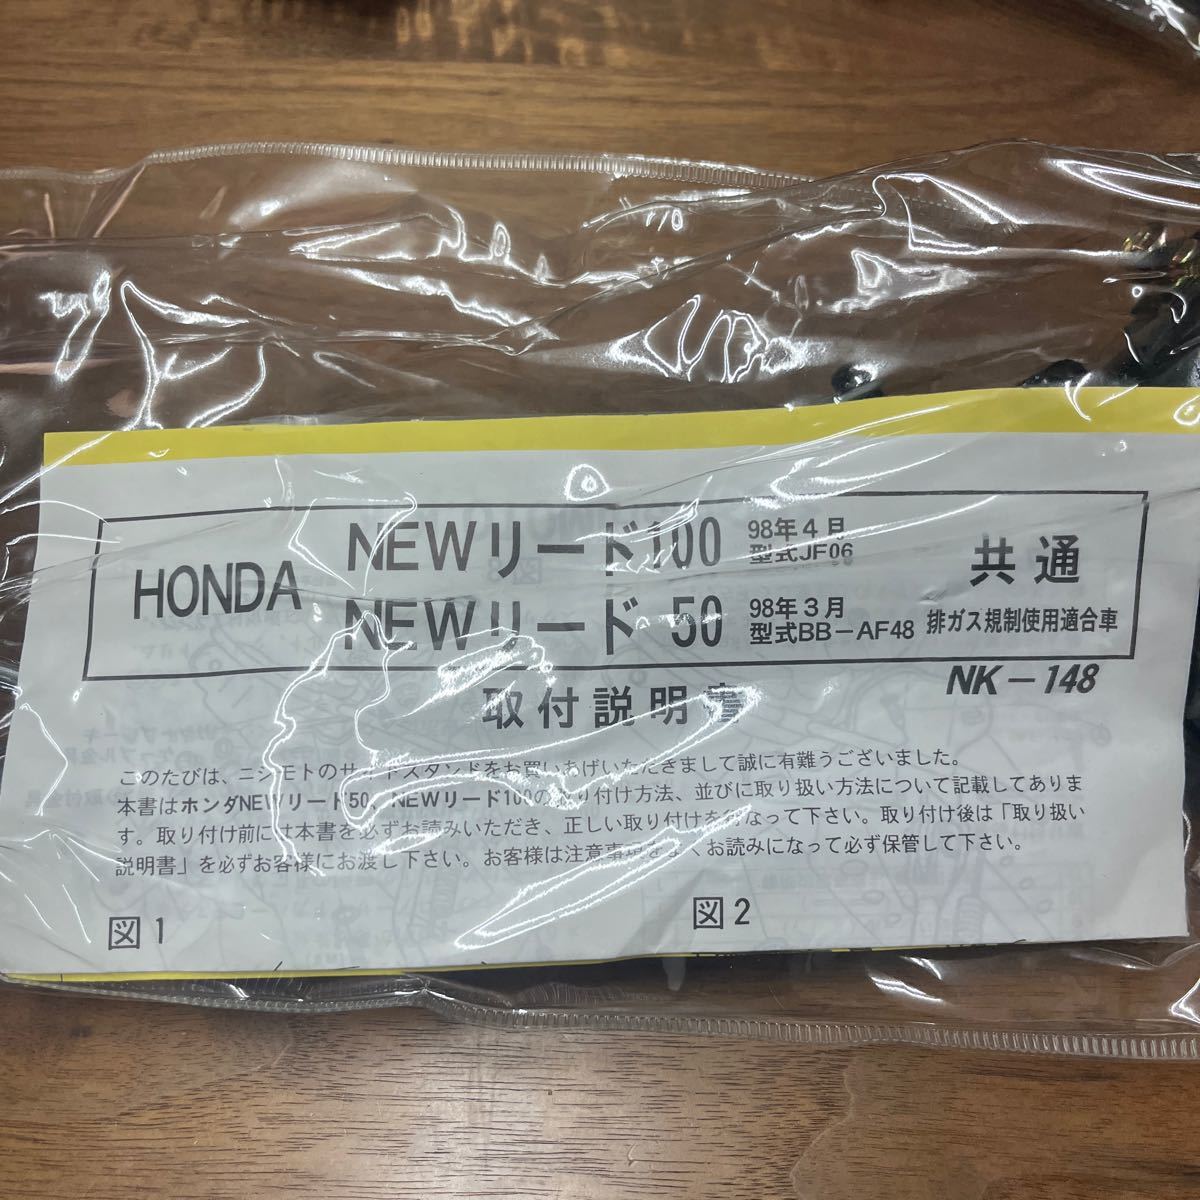 HONDA
NEWリード100 98年4月 型式JF06
NEWリード 50 98年3月 型式BB-AF48
共通
排ガス規制使用適合車
NK-148
取付説明書
このたびは、ニシモトのサイドスタンドをお買いあげいただきまして誠に有難うございました。
本書はホンダNEWリード50、NEWリード100の取り付け方法、並びに取り扱い方法について記載してありま
す。取り付け前には本書を必ずお読みいただき、正しい取り付けを行なって下さい。取り付け後は「取り扱い
説明書」を必ずお客様にお渡し下さい。お客様は注意事項をよくお読みになって必ず保管して下さい。
図1
図2